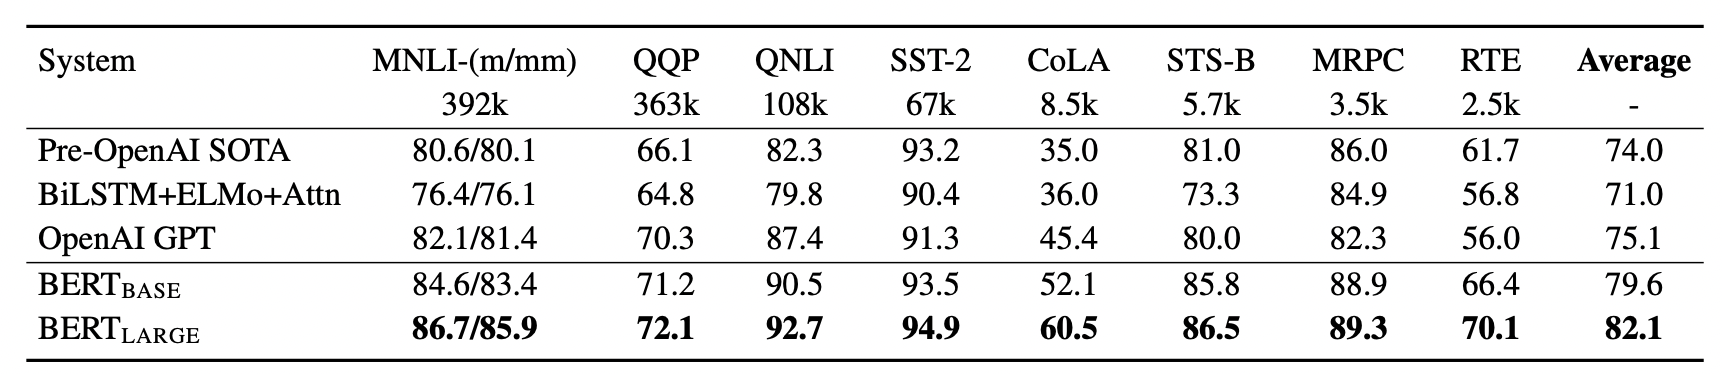 System MNLI-(m/mm) QQP QNLI SST-2 CoLA STS-B MRPC RTE Average
392k 363k 108k 67k 8.5k 5.7k 3.5k 2.5k -
Pre-OpenAI SOTA 80.6/80.1 66.1 82.3 93.2 35.0 81.0 86.0 61.7 74.0
BiLSTM+ELMo+Attn 76.4/76.1 64.8 79.8 90.4 36.0 73.3 84.9 56.8 71.0
OpenAI GPT 82.1/81.4 70.3 87.4 91.3 45.4 80.0 82.3 56.0 75.1
BERTBASE 84.6/83.4 71.2 90.5 93.5 52.1 85.8 88.9 66.4 79.6
BERTLARGE 86.7/85.9 72.1 92.7 94.9 60.5 86.5 89.3 70.1 82.1